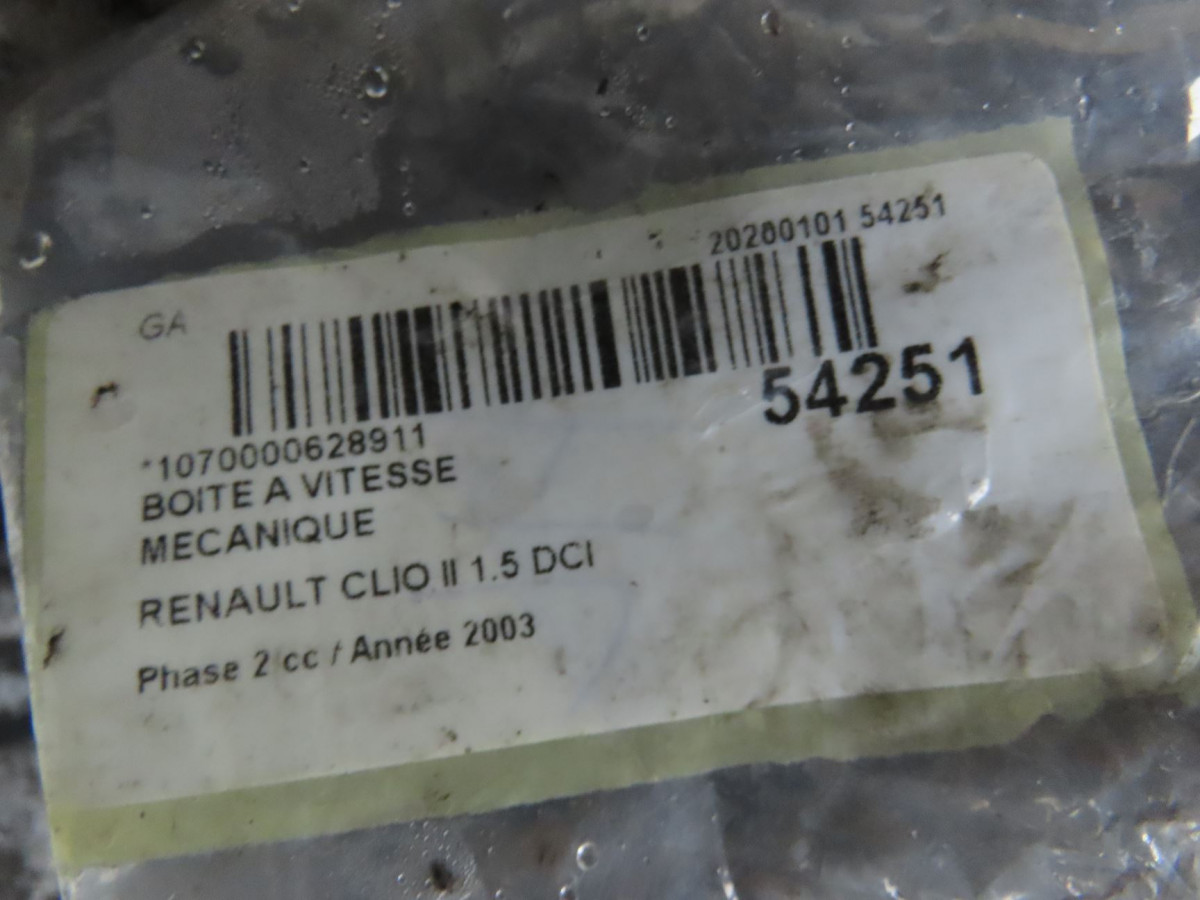 20200101 54251
GA
54251
*1070000628911
BOITE A VITESSE
MECANIQUE
RENAULT CLIO II 1.5 DCI
Phase 2 cc / Année 2003